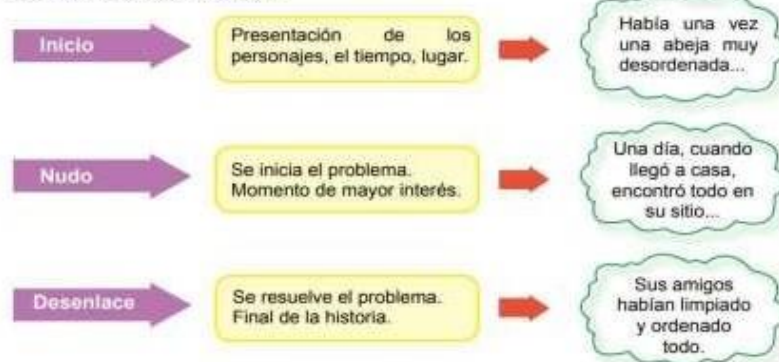 Inicio
Presentación de los
personajes, el tiempo, lugar.
Había una vez
una abeja muy
desordenada...
Nudo
Se inicia el problema.
Momento de mayor interés.
Una día, cuando
llegó a casa,
encontró todo en
su sitio...
Desenlace
Se resuelve el problema.
Final de la historia.
Sus amigos
habían limpiado
y ordenado
todo.